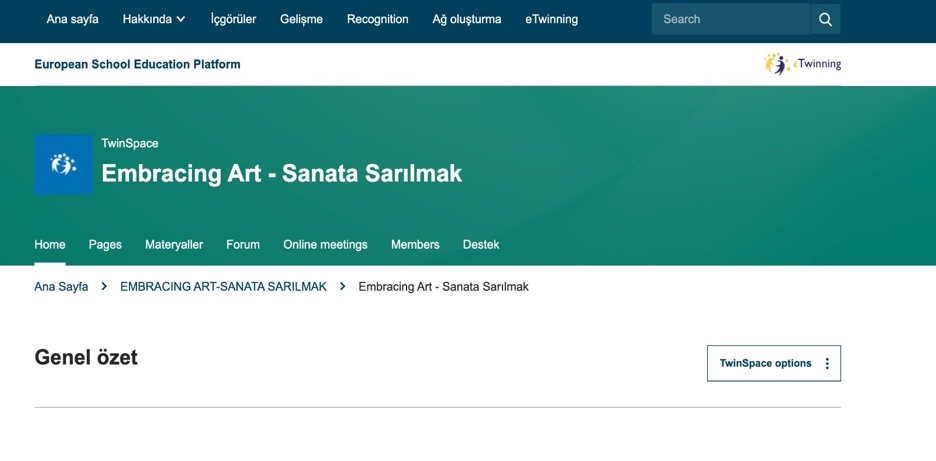 Ana sayfa Hakkında İçgörüler Gelişme Recognition Ağ oluşturma eTwinning Search
European School Education Platform eTwinning
TwinSpace
Embracing Art - Sanata Sarılmak
Home Pages Materyaller Forum Online meetings Members Destek
Ana Sayfa > EMBRACING ART-SANATA SARILMAK > Embracing Art - Sanata Sarılmak
Genel özet TwinSpace options